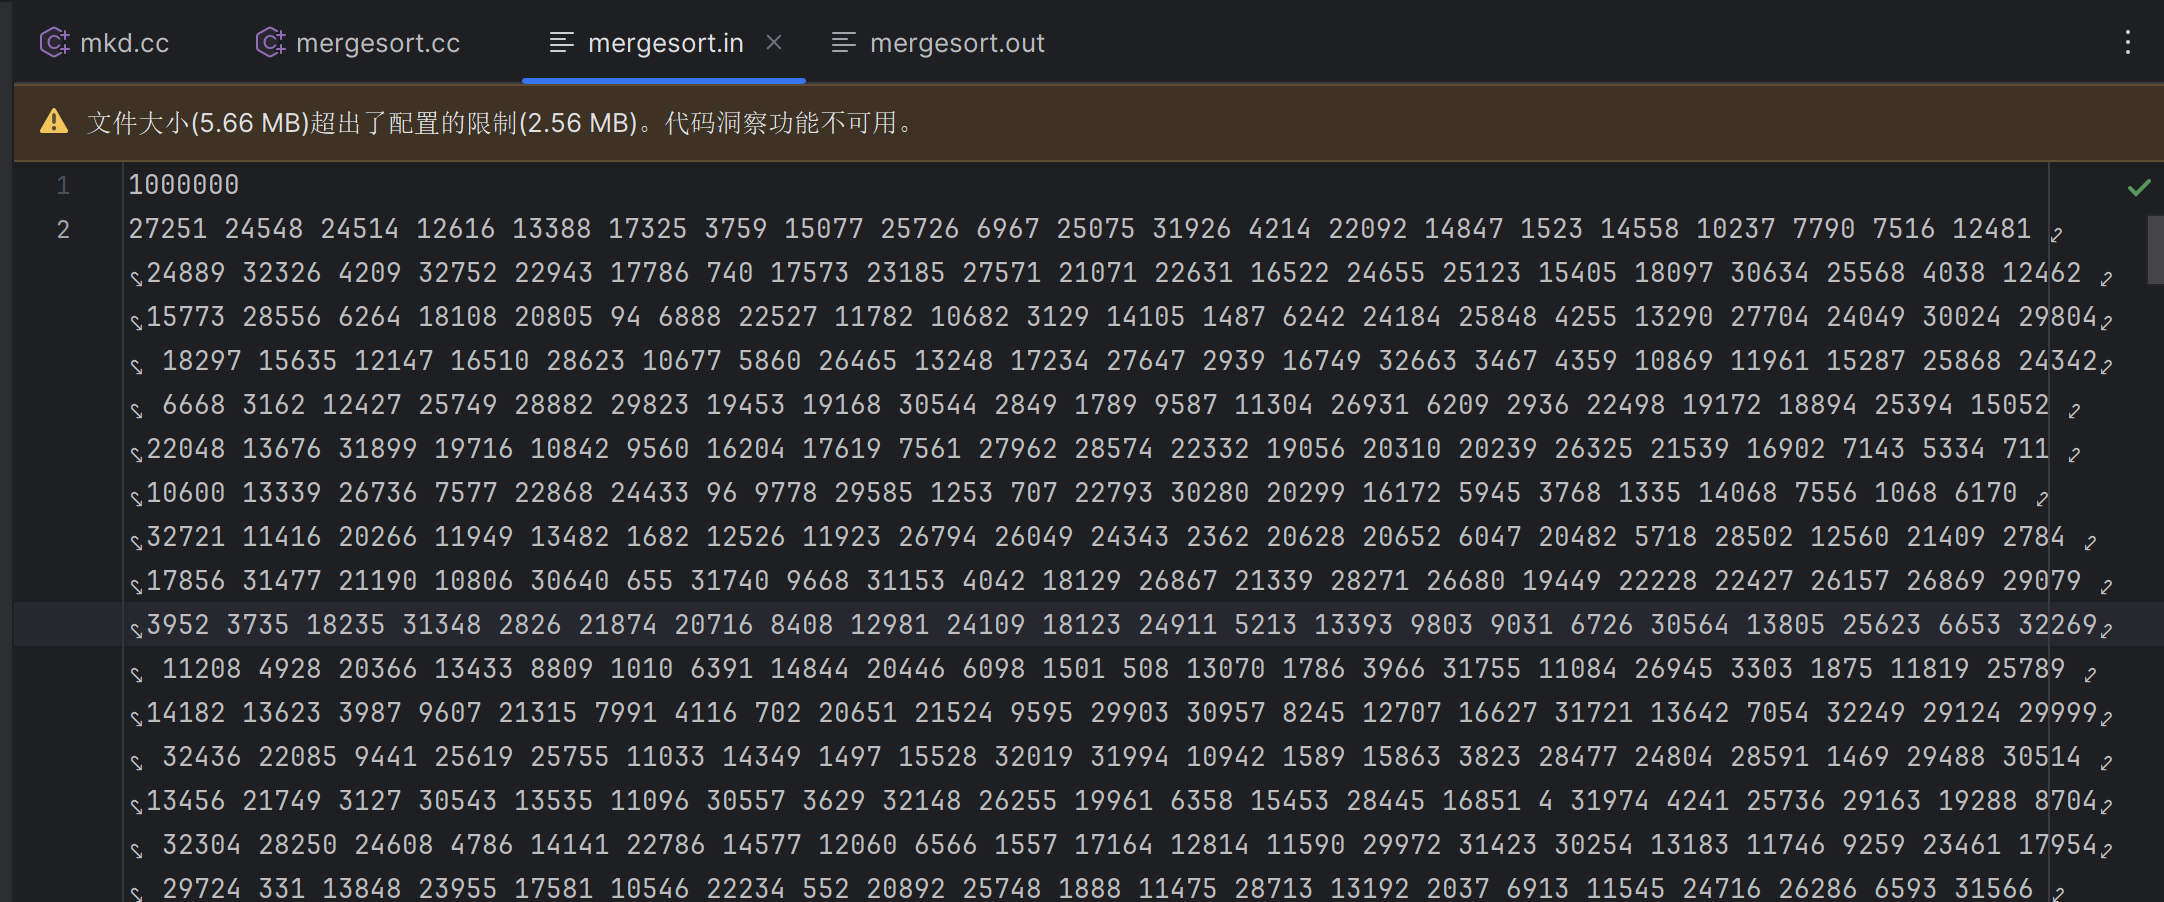 mkd.cc mergesort.cc mergesort.in mergesort.out
文件大小(5.66 MB)超出了配置的限制(2.56 MB)。代码洞察功能不可用。
1 1000000
2 27251 24548 24514 12616 13388 17325 3759 15077 25726 6967 25075 31926 4214 22092 14847 1523 14558 10237 7790 7516 12481
24889 32326 4209 32752 22943 17786 740 17573 23185 27571 21071 22631 16522 24655 25123 15405 18097 30634 25568 4038 12462
15773 28556 6264 18108 20805 94 6888 22527 11782 10682 3129 14105 1487 6242 24184 25848 4255 13290 27704 24049 30024 29804
18297 15635 12147 16510 28623 10677 5860 26465 13248 17234 27647 2939 16749 32663 3467 4359 10869 11961 15287 25868 24342
6668 3162 12427 25749 28882 29823 19453 19168 30544 2849 1789 9587 11304 26931 6209 2936 22498 19172 18894 25394 15052
22048 13676 31899 19716 10842 9560 16204 17619 7561 27962 28574 22332 19056 20310 20239 26325 21539 16902 7143 5334 711
10600 13339 26736 7577 22868 24433 96 9778 29585 1253 707 22793 30280 20299 16172 5945 3768 1335 14068 7556 1068 6170
32721 11416 20266 11949 13482 1682 12526 11923 26794 26049 24343 2362 20628 20652 6047 20482 5718 28502 12560 21409 2784
17856 31477 21190 10806 30640 655 31740 9668 31153 4042 18129 26867 21339 28271 26680 19449 22228 22427 26157 26869 29079
3952 3735 18235 31348 2826 21874 20716 8408 12981 24109 18123 24911 5213 13393 9803 9031 6726 30564 13805 25623 6653 32269
11208 4928 20366 13433 8809 1010 6391 14844 20446 6098 1501 508 13070 1786 3966 31755 11084 26945 3303 1875 11819 25789
14182 13623 3987 9607 21315 7991 4116 702 20651 21524 9595 29903 30957 8245 12707 16627 31721 13642 7054 32249 29124 29999
32436 22085 9441 25619 25755 11033 14349 1497 15528 32019 31994 10942 1589 15863 3823 28477 24804 28591 1469 29488 30514
13456 21749 3127 30543 13535 11096 30557 3629 32148 26255 19961 6358 15453 28445 16851 4 31974 4241 25736 29163 19288 8704
32304 28250 24608 4786 14141 22786 14577 12060 6566 1557 17164 12814 11590 29972 31423 30254 13183 11746 9259 23461 17954
29724 331 13848 23955 17581 10546 22234 552 20892 25748 1888 11475 28713 13192 2037 6913 11545 24716 26286 6593 31566